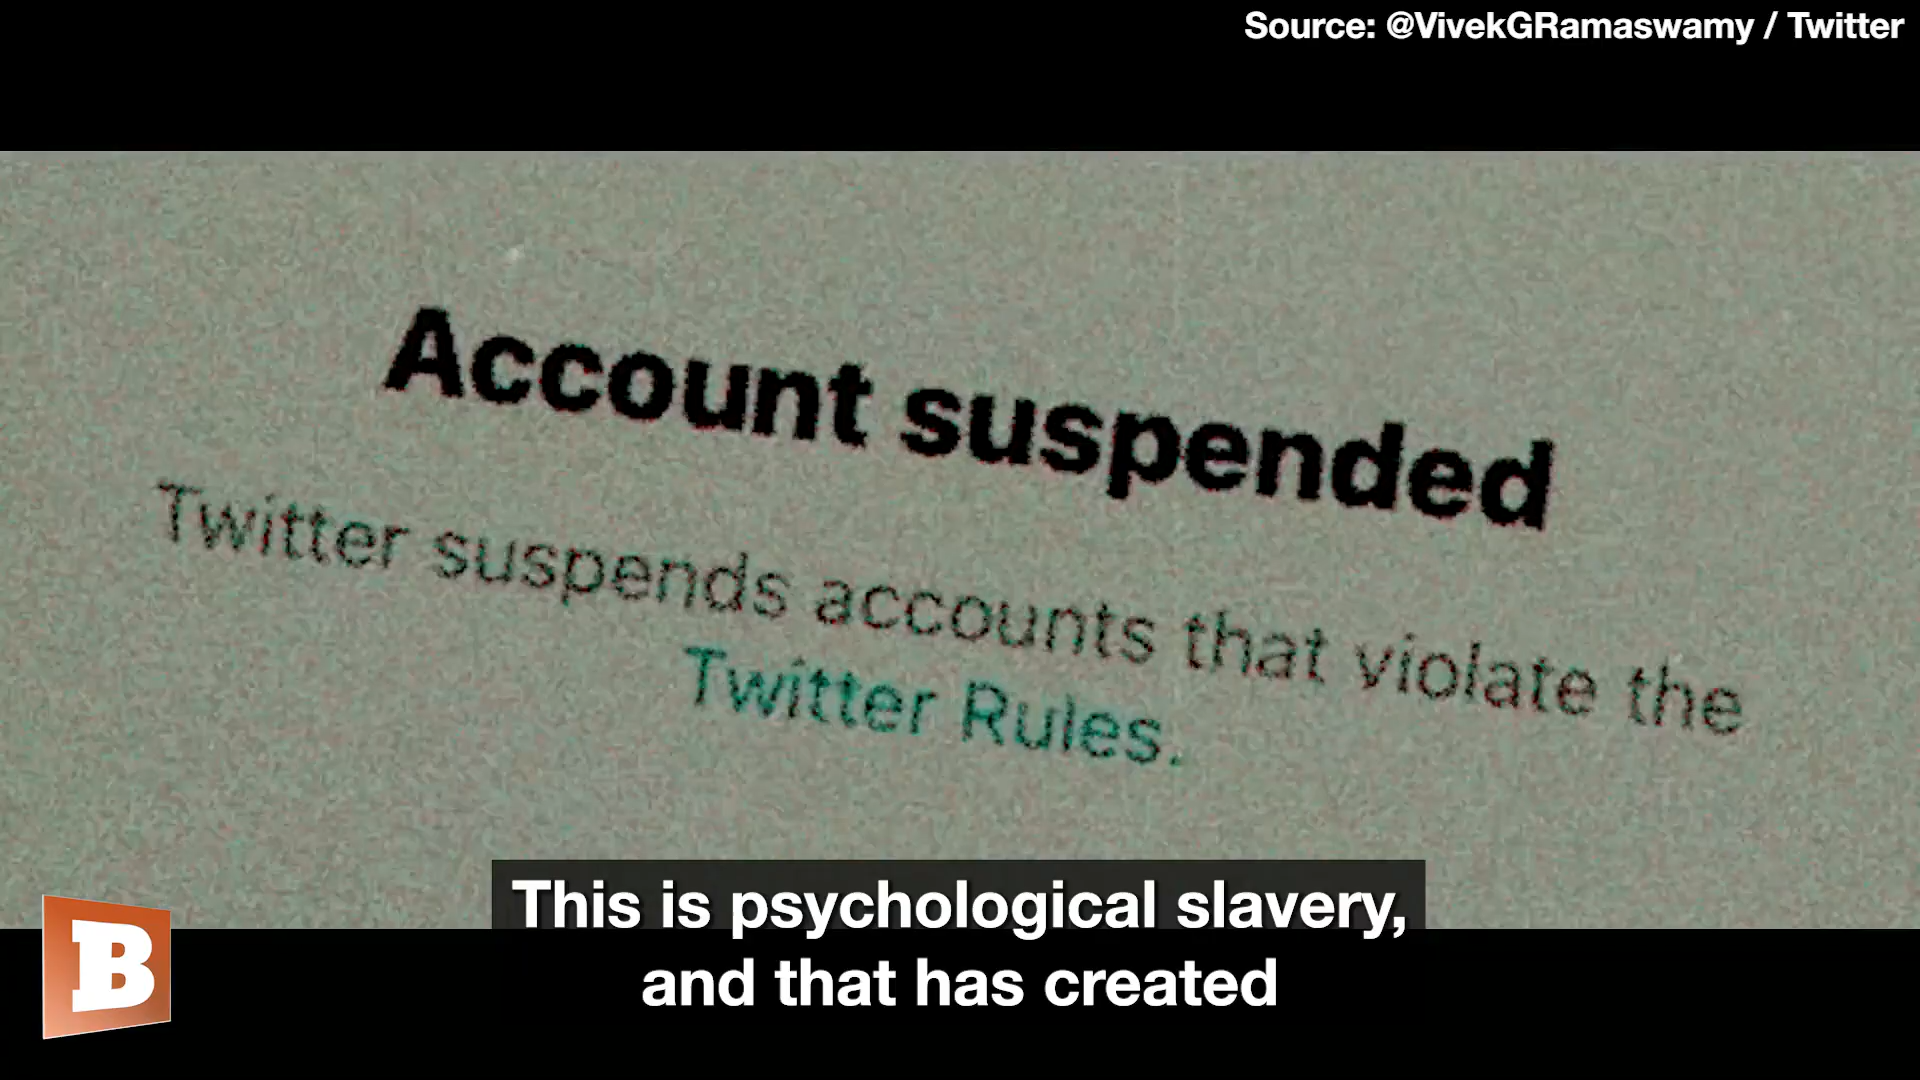 Source: @VivekGRamaswamy / Twitter
Account suspended
Twitter suspends accounts that violate the
Twitter Rules.
This is psychological slavery,
and that has created
B